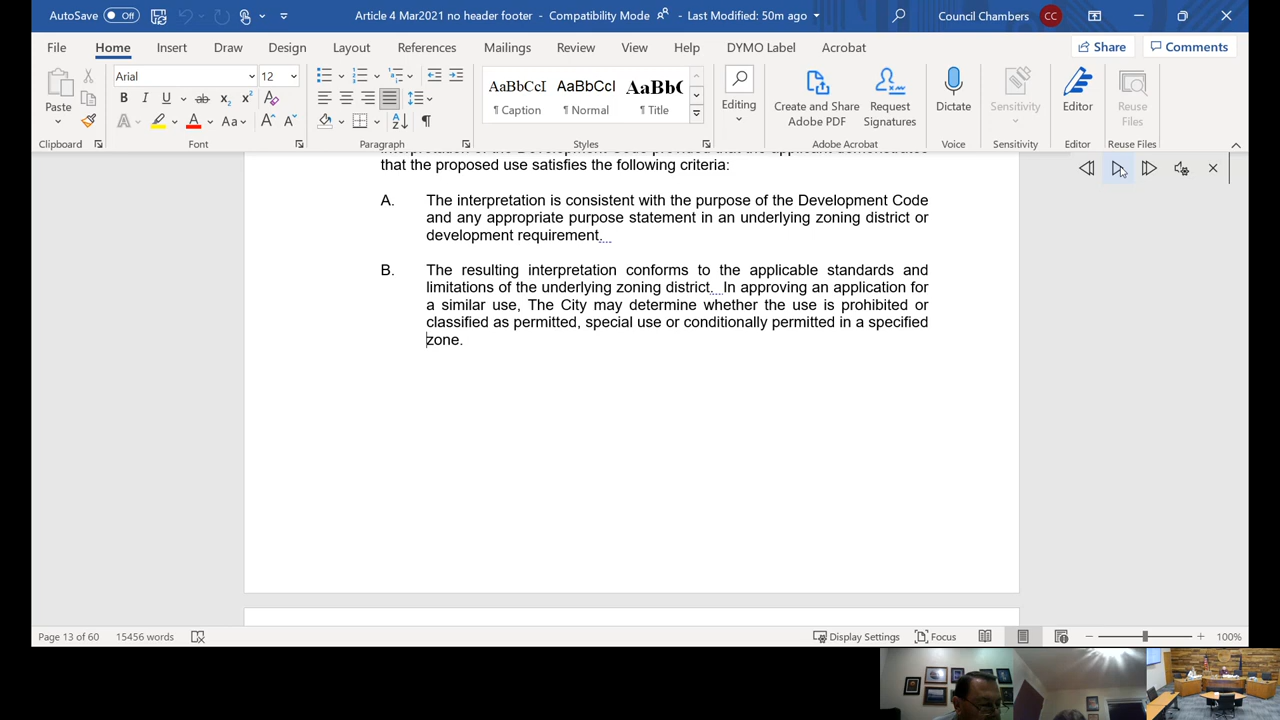 AutoSave Off Article 4 Mar2021 no header footer - Compatibility Mode - Last Modified: 50m ago Council Chambers CC
File Home Insert Draw Design Layout References Mailings Review View Help DYMO Label Acrobat Share Comments
Paste Arial 12 AaBbCcI AaBbCcI AaBb( Editing Create and Share Request Dictate Sensitivity Editor Reuse
B I U ab x₂ x² A A Aa A A Caption ¶ Normal ¶ Title Adobe PDF Signatures Files
Clipboard Font Paragraph Styles Adobe Acrobat Voice Sensitivity Editor Reuse Files
that the proposed use satisfies the following criteria:
A. The interpretation is consistent with the purpose of the Development Code
and any appropriate purpose statement in an underlying zoning district or
development requirement.
B. The resulting interpretation conforms to the applicable standards and
limitations of the underlying zoning district. In approving an application for
a similar use, The City may determine whether the use is prohibited or
classified as permitted, special use or conditionally permitted in a specified
zone.
Page 13 of 60 15456 words Display Settings Focus 100%